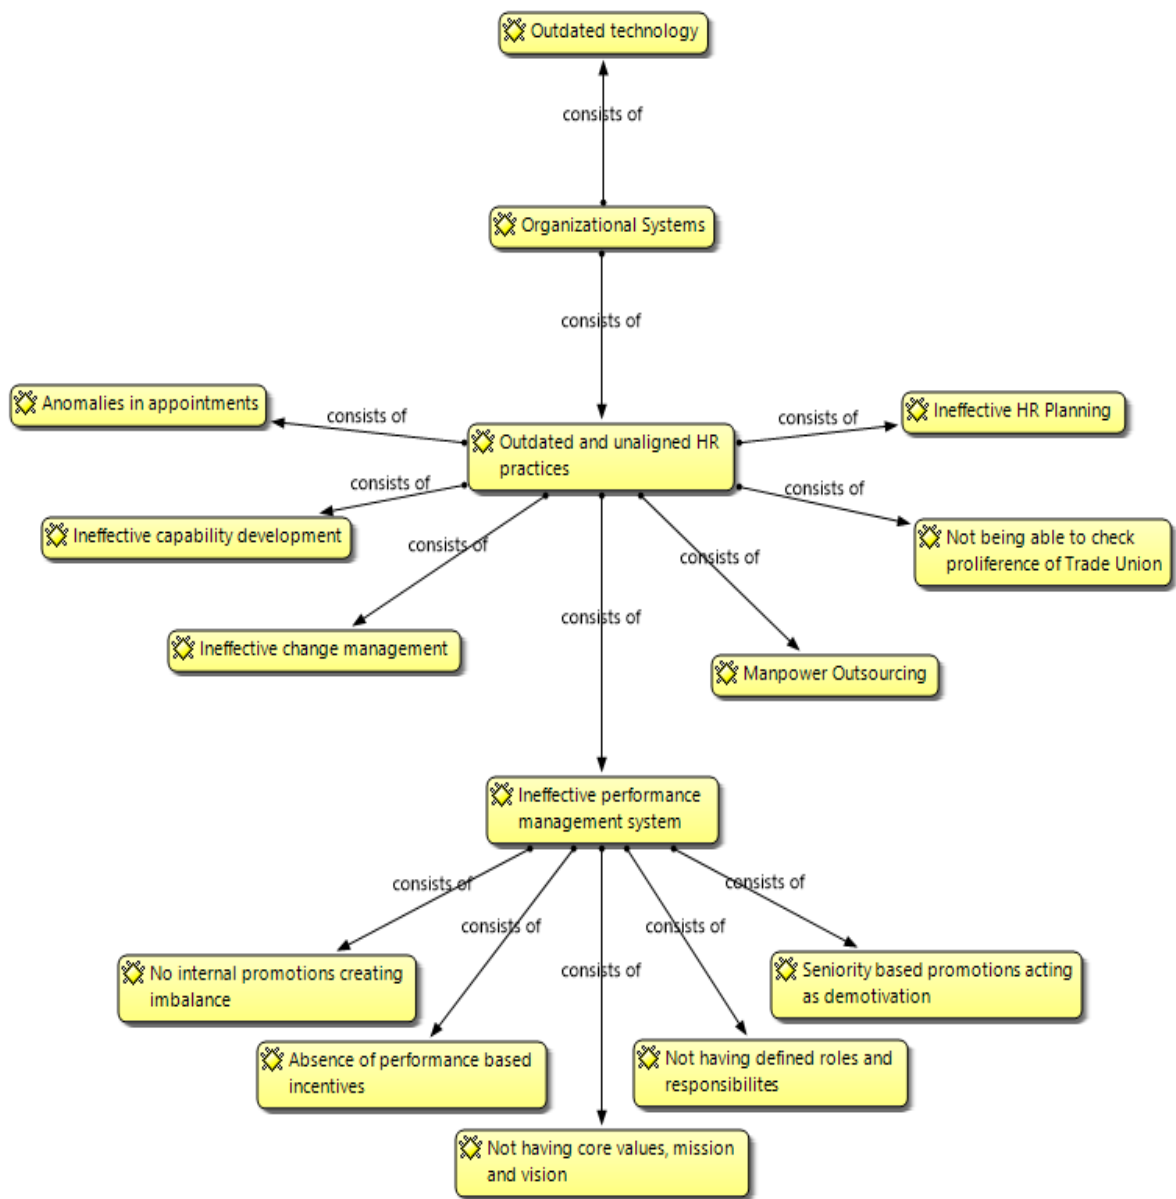 Outdated technology
consists of
Organizational Systems
consists of
Anomalies in appointments
consists of
consists of
Ineffective HR Planning
Outdated and unaligned HR
practices
consists of
consists of
Ineffective capability development
consists of
consists of
Not being able to check
proliference of Trade Union
consists of
Ineffective change management
Manpower Outsourcing
Ineffective performance
management system
consists of
consists of
consists of
consists of
consists of
No internal promotions creating
imbalance
Seniority based promotions acting
as demotivation
Absence of performance based
incentives
Not having defined roles and
responsibilites
Not having core values, mission
and vision